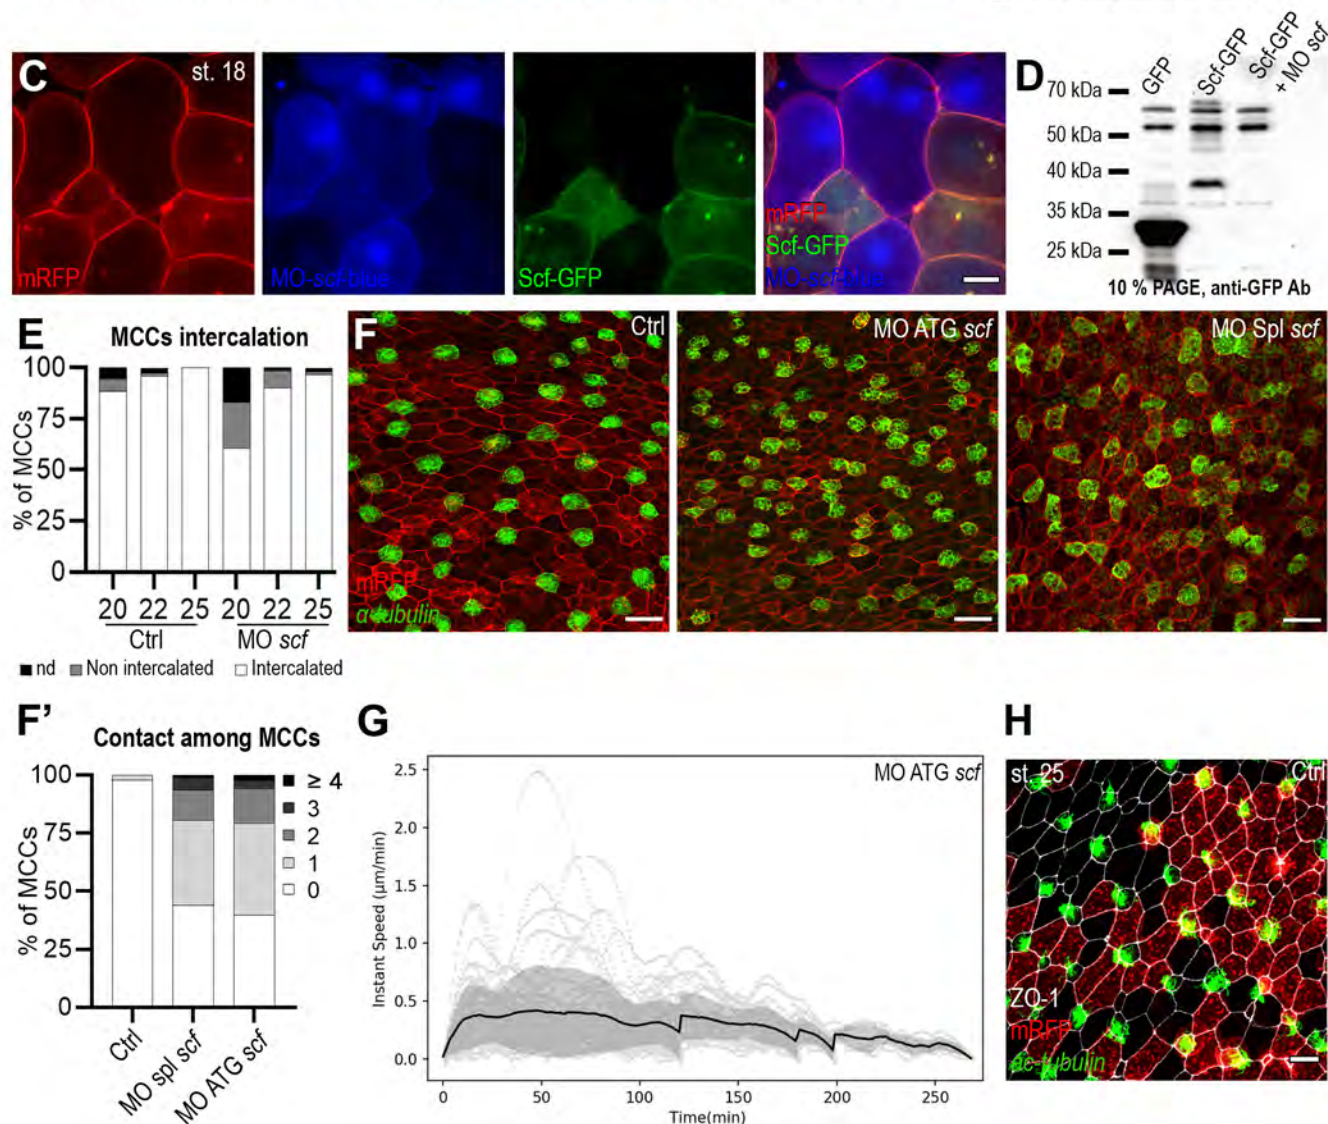 C
st. 18
mRFP
MO-scf-blue
Scf-GFP
mRFP
Scf-GFP
MO-scf-blue
D
GFP
Scf-GFP
Scf-GFP
+ MO scf
70 kDa
50 kDa
40 kDa
35 kDa
25 kDa
10 % PAGE, anti-GFP Ab
E
MCCs intercalation
100
75
50
25
0
% of MCCs
20 22 25 20 22 25
Ctrl MO scf
nd Non intercalated Intercalated
F
Ctrl
mRFP
α-tubulin
MO ATG scf
MO Spl scf
F'
Contact among MCCs
100
75
50
25
0
% of MCCs
≥ 4
3
2
1
0
Ctrl
MO spl scf
MO ATG scf
G
MO ATG scf
2.5
2.0
1.5
1.0
0.5
0.0
Instant Speed (μm/min)
0 50 100 150 200 250
Time(min)
H
st. 25
Ctrl
ZO-1
mRFP
ac-tubulin